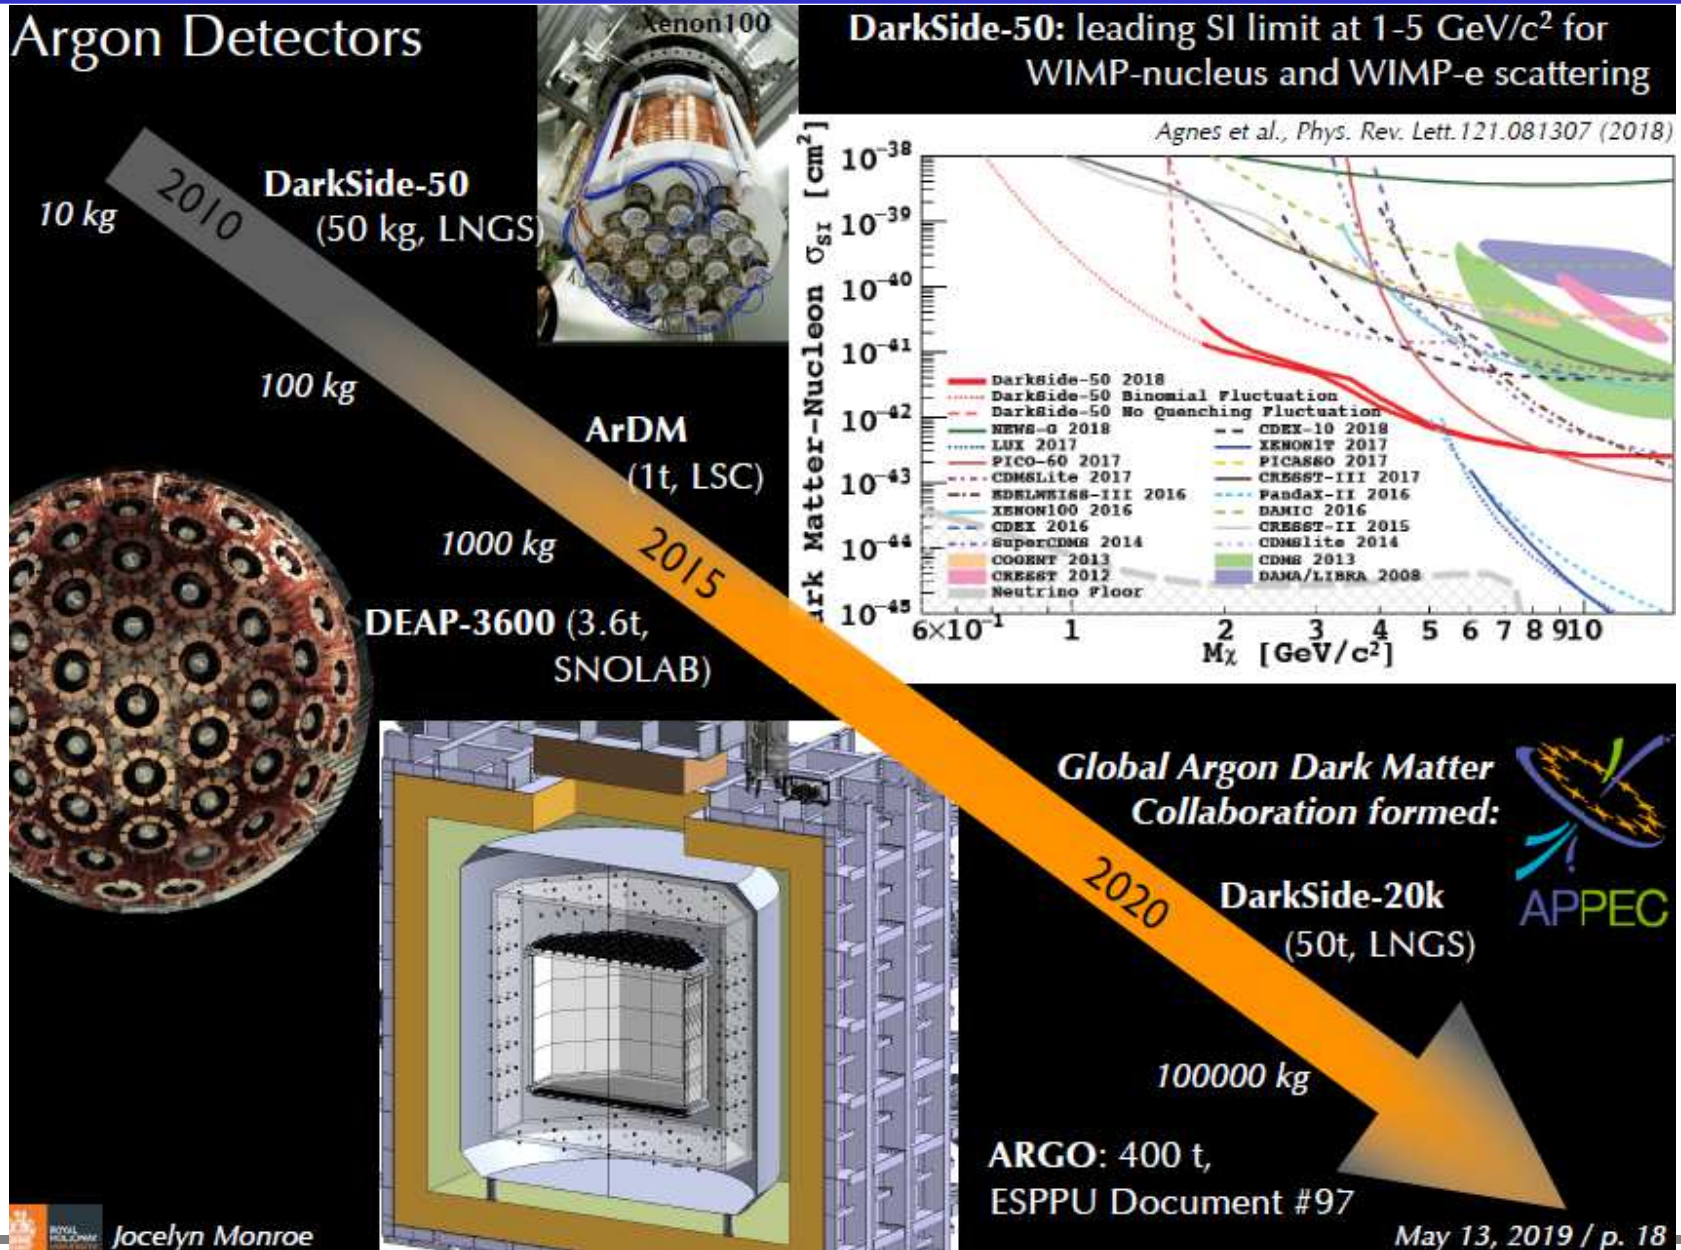 Argon Detectors
Xenon100
DarkSide-50: leading SI limit at 1-5 GeV/c² for
WIMP-nucleus and WIMP-e scattering
Agnes et al., Phys. Rev. Lett.121.081307 (2018)
2010
10 kg
DarkSide-50
(50 kg, LNGS)
100 kg
ArDM
(1t, LSC)
1000 kg
2015
DEAP-3600 (3.6t,
SNOLAB)
ark Matter-Nucleon σSI [cm²]
10⁻³⁸
10⁻³⁹
10⁻⁴⁰
10⁻⁴¹
10⁻⁴²
10⁻⁴³
10⁻⁴⁴
10⁻⁴⁵
DarkSide-50 2018
DarkSide-50 Binomial Fluctuation
DarkSide-50 No Quenching Fluctuation
NEWS-G 2018 CDEX-10 2018
LUX 2017 XENON1T 2017
PICO-60 2017 PICASSO 2017
CDMSLite 2017 CRESST-III 2017
EDELWEISS-III 2016 PandaX-II 2016
XENON100 2016 DAMIC 2016
CDEX 2016 CRESST-II 2015
SuperCDMS 2014 CDMSlite 2014
COGENT 2013 CDMS 2013
CRESST 2012 DAMA/LIBRA 2008
Neutrino Floor
6×10⁻¹ 1 2 3 4 5 6 7 8 910
Mχ [GeV/c²]
Global Argon Dark Matter
Collaboration formed:
APPEC
2020
DarkSide-20k
(50t, LNGS)
100000 kg
ARGO: 400 t,
ESPPU Document #97
ROYAL
HOLLOWAY
Jocelyn Monroe
May 13, 2019 / p. 18